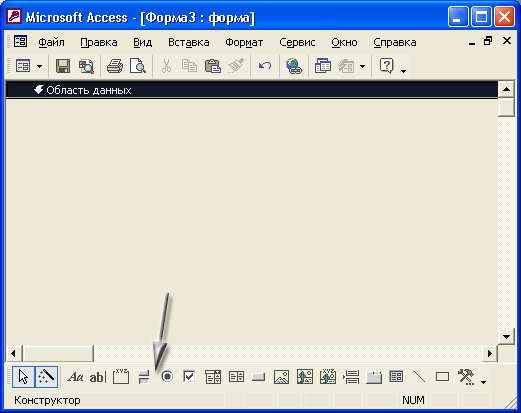 Microsoft Access - [Форма3 : форма]
Файл Правка Вид Вставка Формат Сервис Окно Справка
Область данных
Aa ab| XYZ
Конструктор NUM